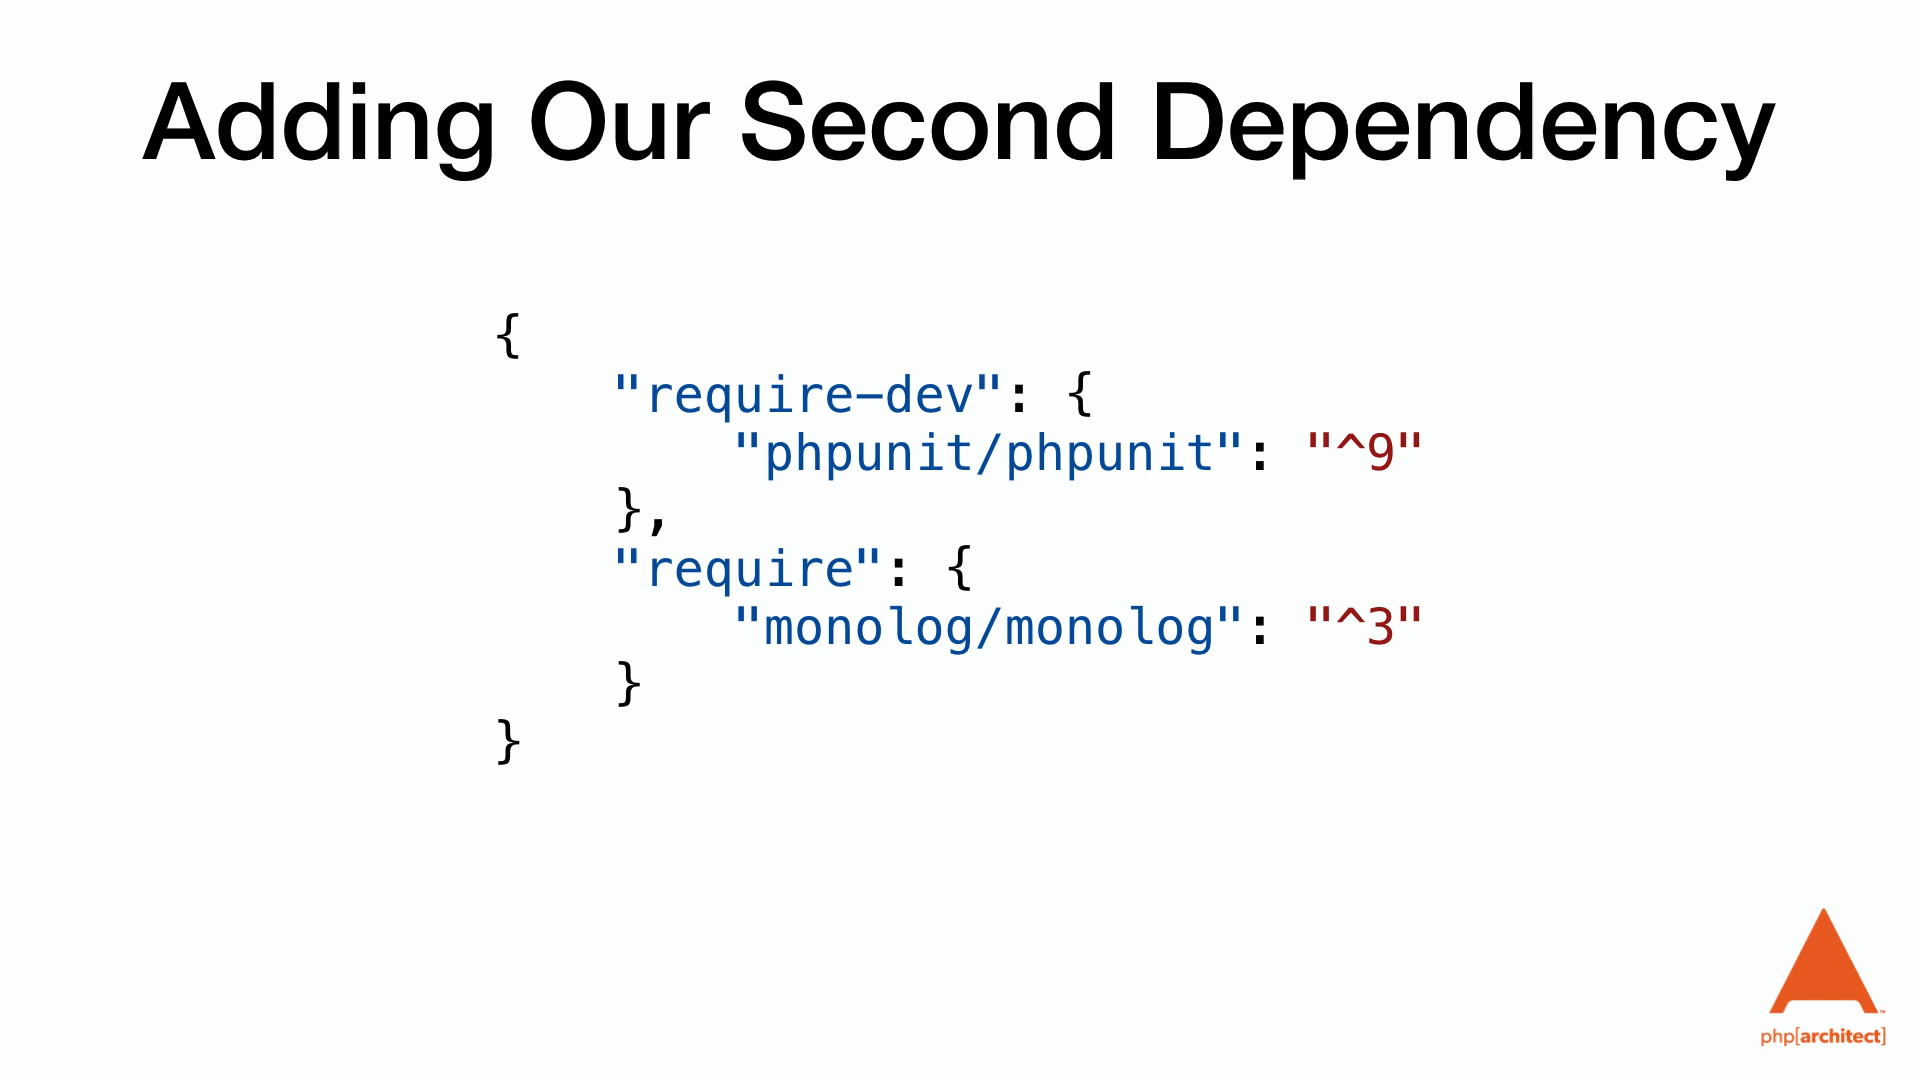 Adding Our Second Dependency
{
    "require-dev": {
        "phpunit/phpunit": "^9"
    },
    "require": {
        "monolog/monolog": "^3"
    }
}
php[architect]